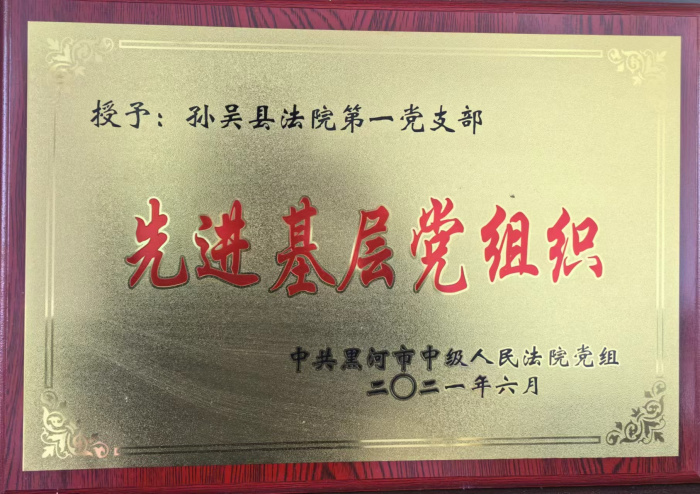 授予：孙吴县法院第一党支部
先进基层党组织
中共黑河市中级人民法院党组
二〇二一年六月